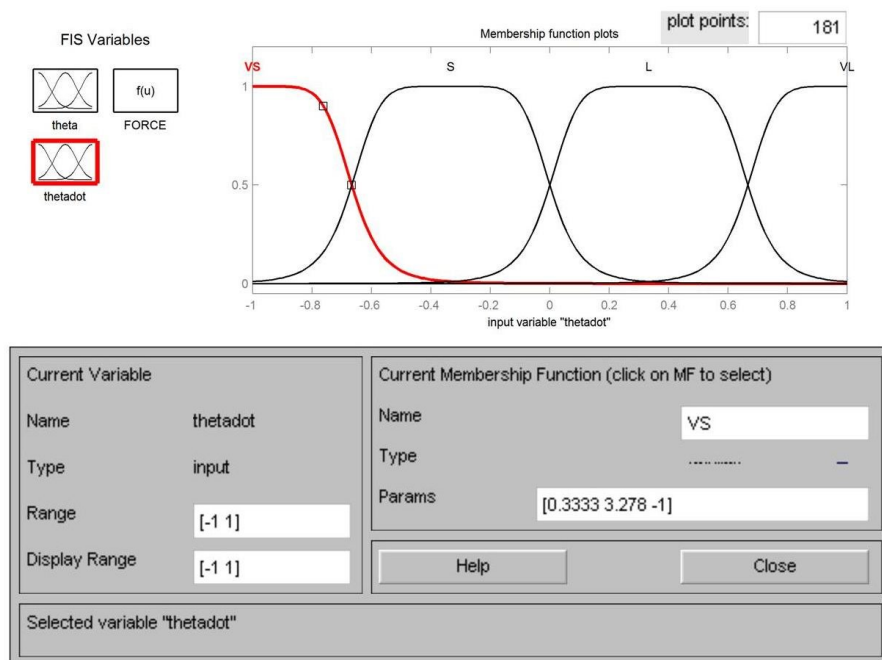 FIS Variables
theta
f(u)
FORCE
thetadot
plot points: 181
Membership function plots
VS S L VL
1
0.5
0
-1 -0.8 -0.6 -0.4 -0.2 0 0.2 0.4 0.6 0.8 1
input variable "thetadot"
Current Variable
Name thetadot
Type input
Range [-1 1]
Display Range [-1 1]
Current Membership Function (click on MF to select)
Name VS
Type
Params [0.3333 3.278 -1]
Help Close
Selected variable "thetadot"